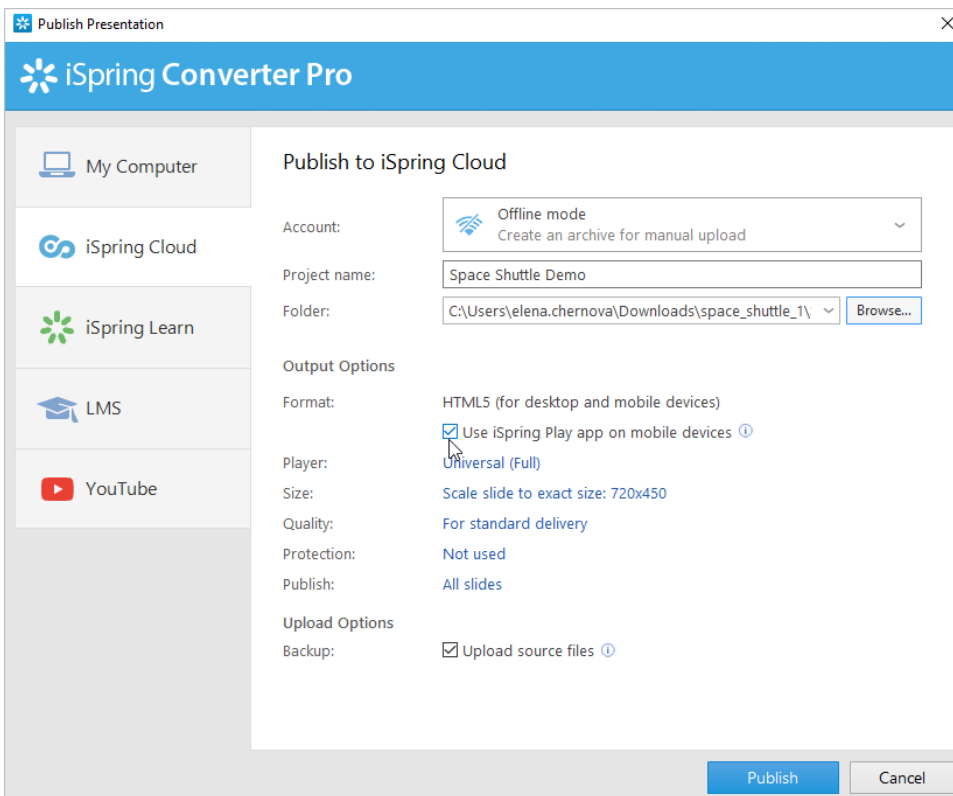 Publish Presentation
iSpring Converter Pro
My Computer
iSpring Cloud
iSpring Learn
LMS
YouTube
Publish to iSpring Cloud
Account:
Offline mode
Create an archive for manual upload
Project name:
Space Shuttle Demo
Folder:
C:\Users\elena.chernova\Downloads\space_shuttle_1\
Browse...
Output Options
Format:
HTML5 (for desktop and mobile devices)
Use iSpring Play app on mobile devices
Player:
Universal (Full)
Size:
Scale slide to exact size: 720x450
Quality:
For standard delivery
Protection:
Not used
Publish:
All slides
Upload Options
Backup:
Upload source files
Publish
Cancel